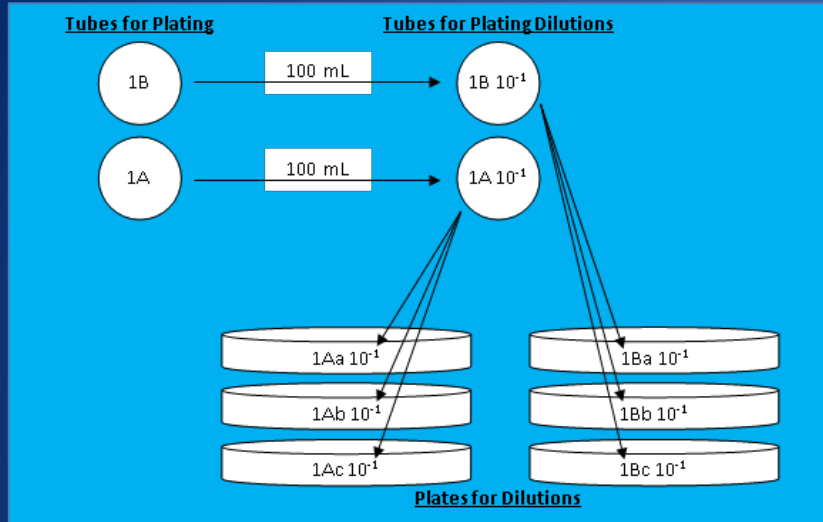 Tubes for Plating
Tubes for Plating Dilutions
1B
100 mL
1B 10⁻¹
1A
100 mL
1A 10⁻¹
1Aa 10⁻¹
1Ba 10⁻¹
1Ab 10⁻¹
1Bb 10⁻¹
1Ac 10⁻¹
1Bc 10⁻¹
Plates for Dilutions